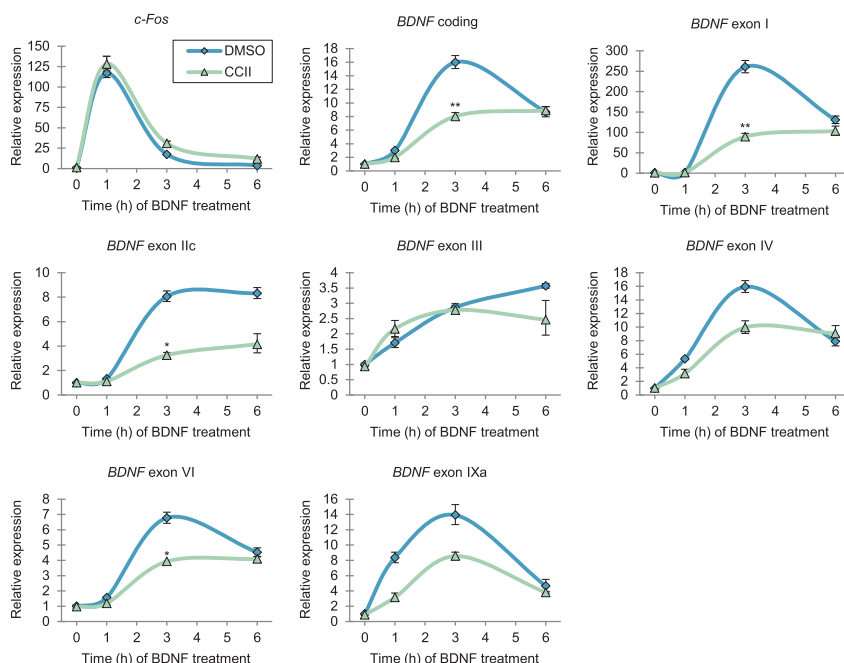 c-Fos
150
125
100
75
50
25
0
Relative expression
0 1 2 3 4 5 6
Time (h) of BDNF treatment
DMSO
CCII
BDNF coding
18
16
14
12
10
8
6
4
2
0
Relative expression
**
0 1 2 3 4 5 6
Time (h) of BDNF treatment
BDNF exon I
300
250
200
150
100
50
0
Relative expression
**
0 1 2 3 4 5 6
Time (h) of BDNF treatment
BDNF exon IIc
10
8
6
4
2
0
Relative expression
*
0 1 2 3 4 5 6
Time (h) of BDNF treatment
BDNF exon III
4
3.5
3
2.5
2
1.5
1
0.5
0
Relative expression
0 1 2 3 4 5 6
Time (h) of BDNF treatment
BDNF exon IV
18
16
14
12
10
8
6
4
2
0
Relative expression
0 1 2 3 4 5 6
Time (h) of BDNF treatment
BDNF exon VI
8
7
6
5
4
3
2
1
0
Relative expression
*
0 1 2 3 4 5 6
Time (h) of BDNF treatment
BDNF exon IXa
16
14
12
10
8
6
4
2
0
Relative expression
0 1 2 3 4 5 6
Time (h) of BDNF treatment